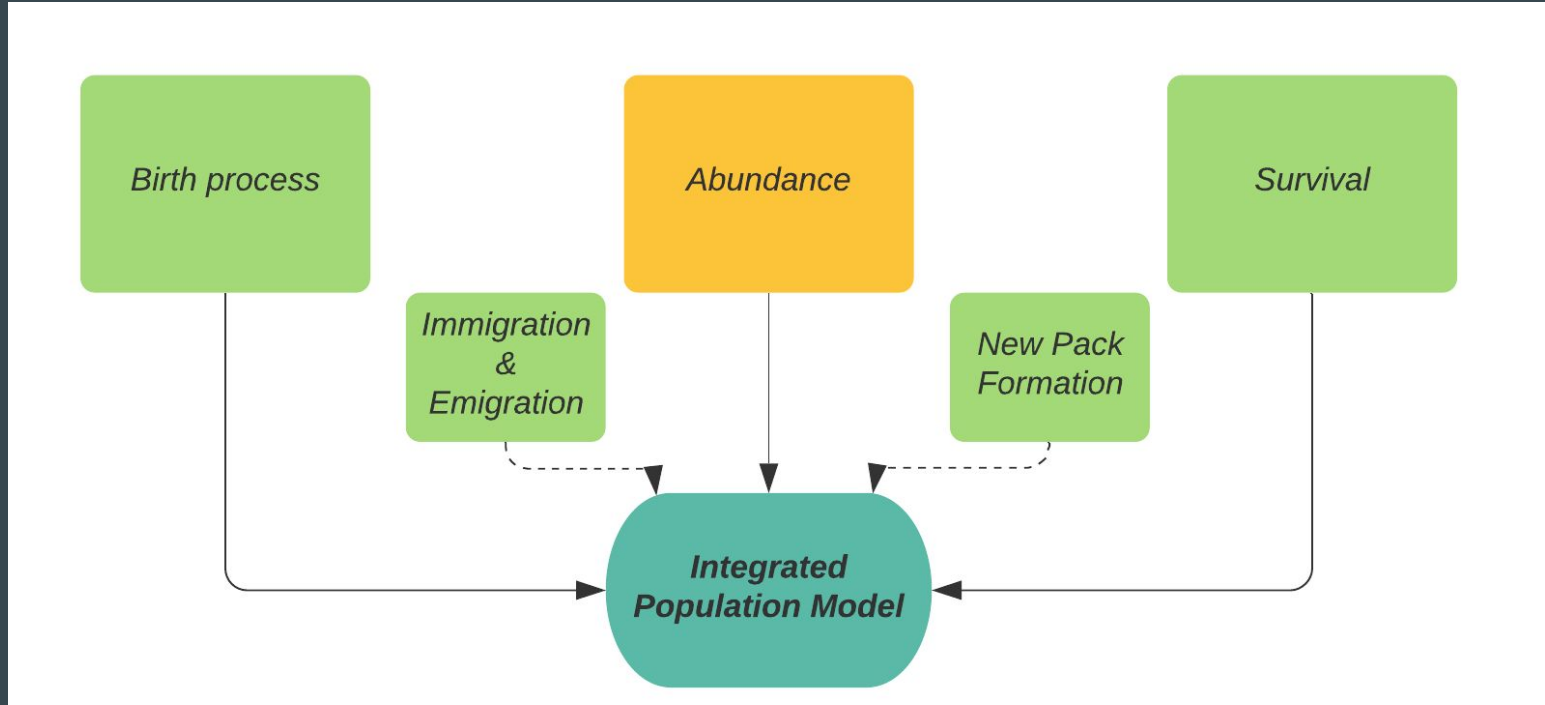 Birth process
Abundance
Survival
Immigration
&
Emigration
New Pack
Formation
Integrated
Population Model